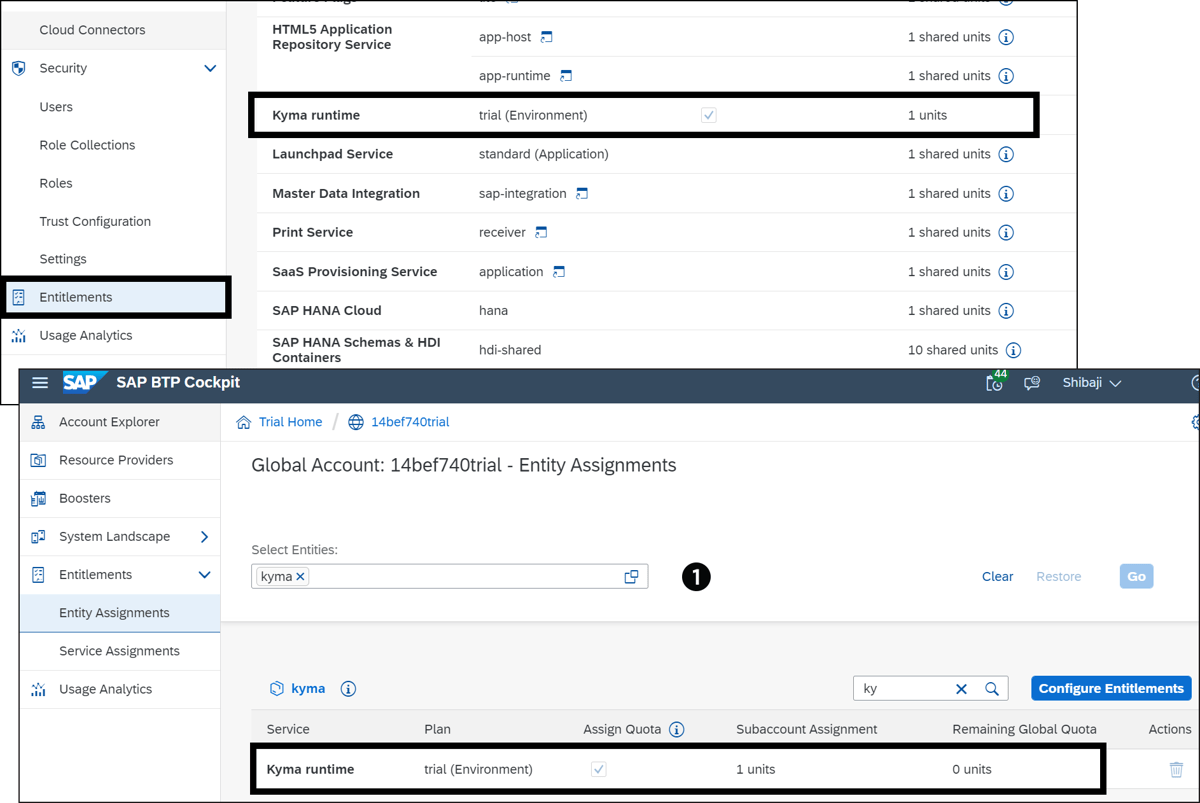 Cloud Connectors
Security
Users
Role Collections
Roles
Trust Configuration
Settings
Entitlements
Usage Analytics
HTML5 Application
Repository Service
app-host
1 shared units
app-runtime
1 shared units
Kyma runtime
trial (Environment)
1 units
Launchpad Service
standard (Application)
1 shared units
Master Data Integration
sap-integration
1 shared units
Print Service
receiver
1 shared units
SaaS Provisioning Service
application
1 shared units
SAP HANA Cloud
hana
1 shared units
SAP HANA Schemas & HDI
Containers
hdi-shared
10 shared units
SAP
SAP BTP Cockpit
44
Shibaji
Account Explorer
Resource Providers
Boosters
System Landscape
Entitlements
Entity Assignments
Service Assignments
Usage Analytics
Trial Home / 14bef740trial
Global Account: 14bef740trial - Entity Assignments
Select Entities:
kyma
1
Clear
Restore
Go
kyma
ky
Configure Entitlements
Service
Plan
Assign Quota
Subaccount Assignment
Remaining Global Quota
Actions
Kyma runtime
trial (Environment)
1 units
0 units